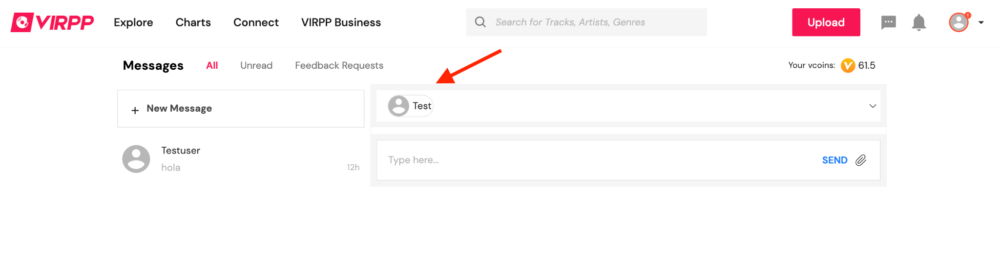 VIRPP Explore Charts Connect VIRPP Business Search for Tracks, Artists, Genres Upload
Messages All Unread Feedback Requests Your vcoins: V 61.5
+ New Message
Test
Testuser
hola 12h
Type here... SEND